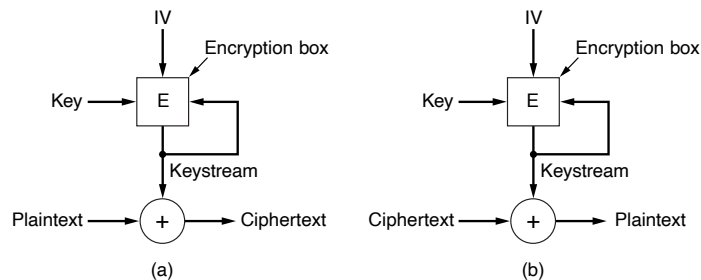 IV
Encryption box
Key
E
Keystream
Plaintext
+
Ciphertext
(a)
IV
Encryption box
Key
E
Keystream
Ciphertext
+
Plaintext
(b)